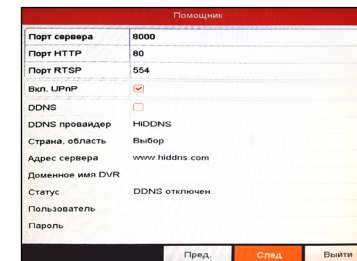 Помощник
Порт сервера 8000
Порт HTTP 80
Порт RTSP 554
Вкл. UPnP
DDNS
DDNS провайдер HiDDNS
Страна, область Выбор
Адрес сервера www.hiddns.com
Доменное имя DVR
Статус DDNS отключен.
Пользователь
Пароль
Пред. След Выйти